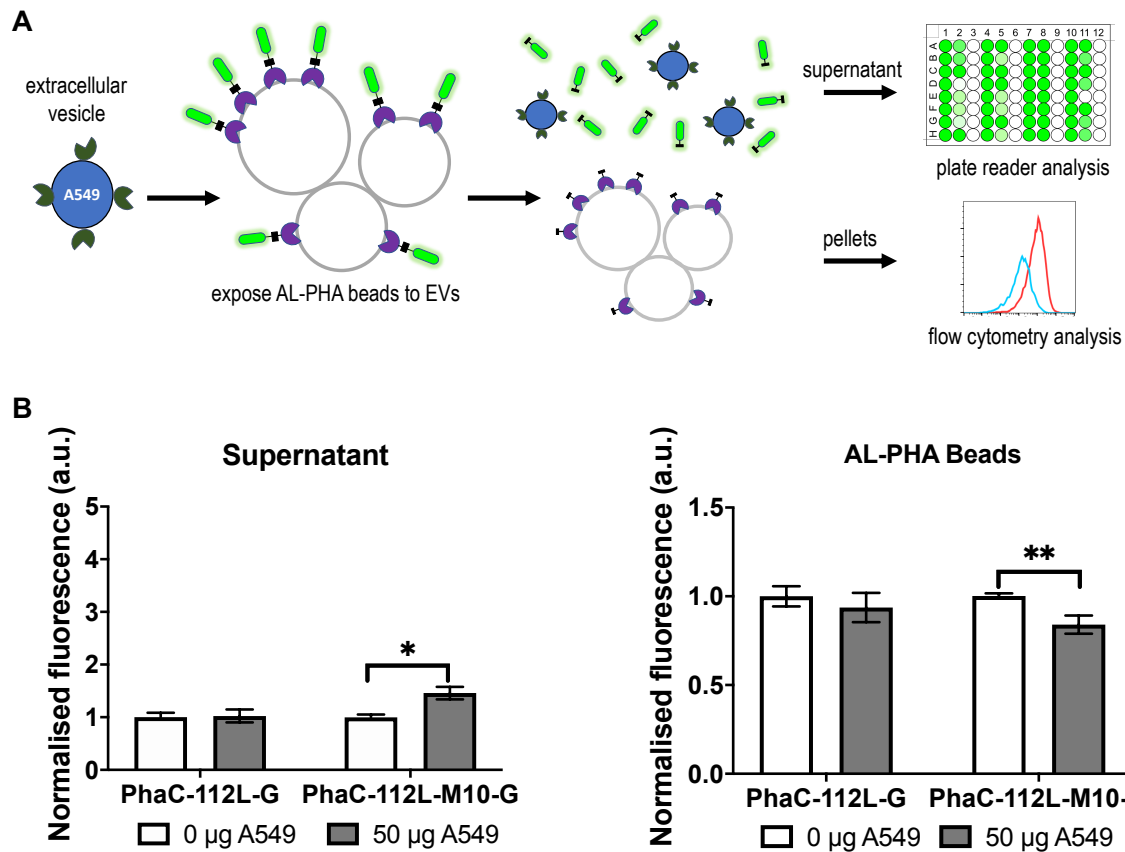 A
extracellular
vesicle
A549
expose AL-PHA beads to EVs
supernatant
pellets
1 2 3 4 5 6 7 8 9 10 11 12
A
B
C
D
E
F
G
H
plate reader analysis
flow cytometry analysis
B
Supernatant
Normalised fluorescence (a.u.)
5
4
3
2
1
0
*
PhaC-112L-G
PhaC-112L-M10-G
0 µg A549
50 µg A549
AL-PHA Beads
Normalised fluorescence (a.u.)
1.5
1.0
0.5
0.0
**
PhaC-112L-G
PhaC-112L-M10-
0 µg A549
50 µg A549